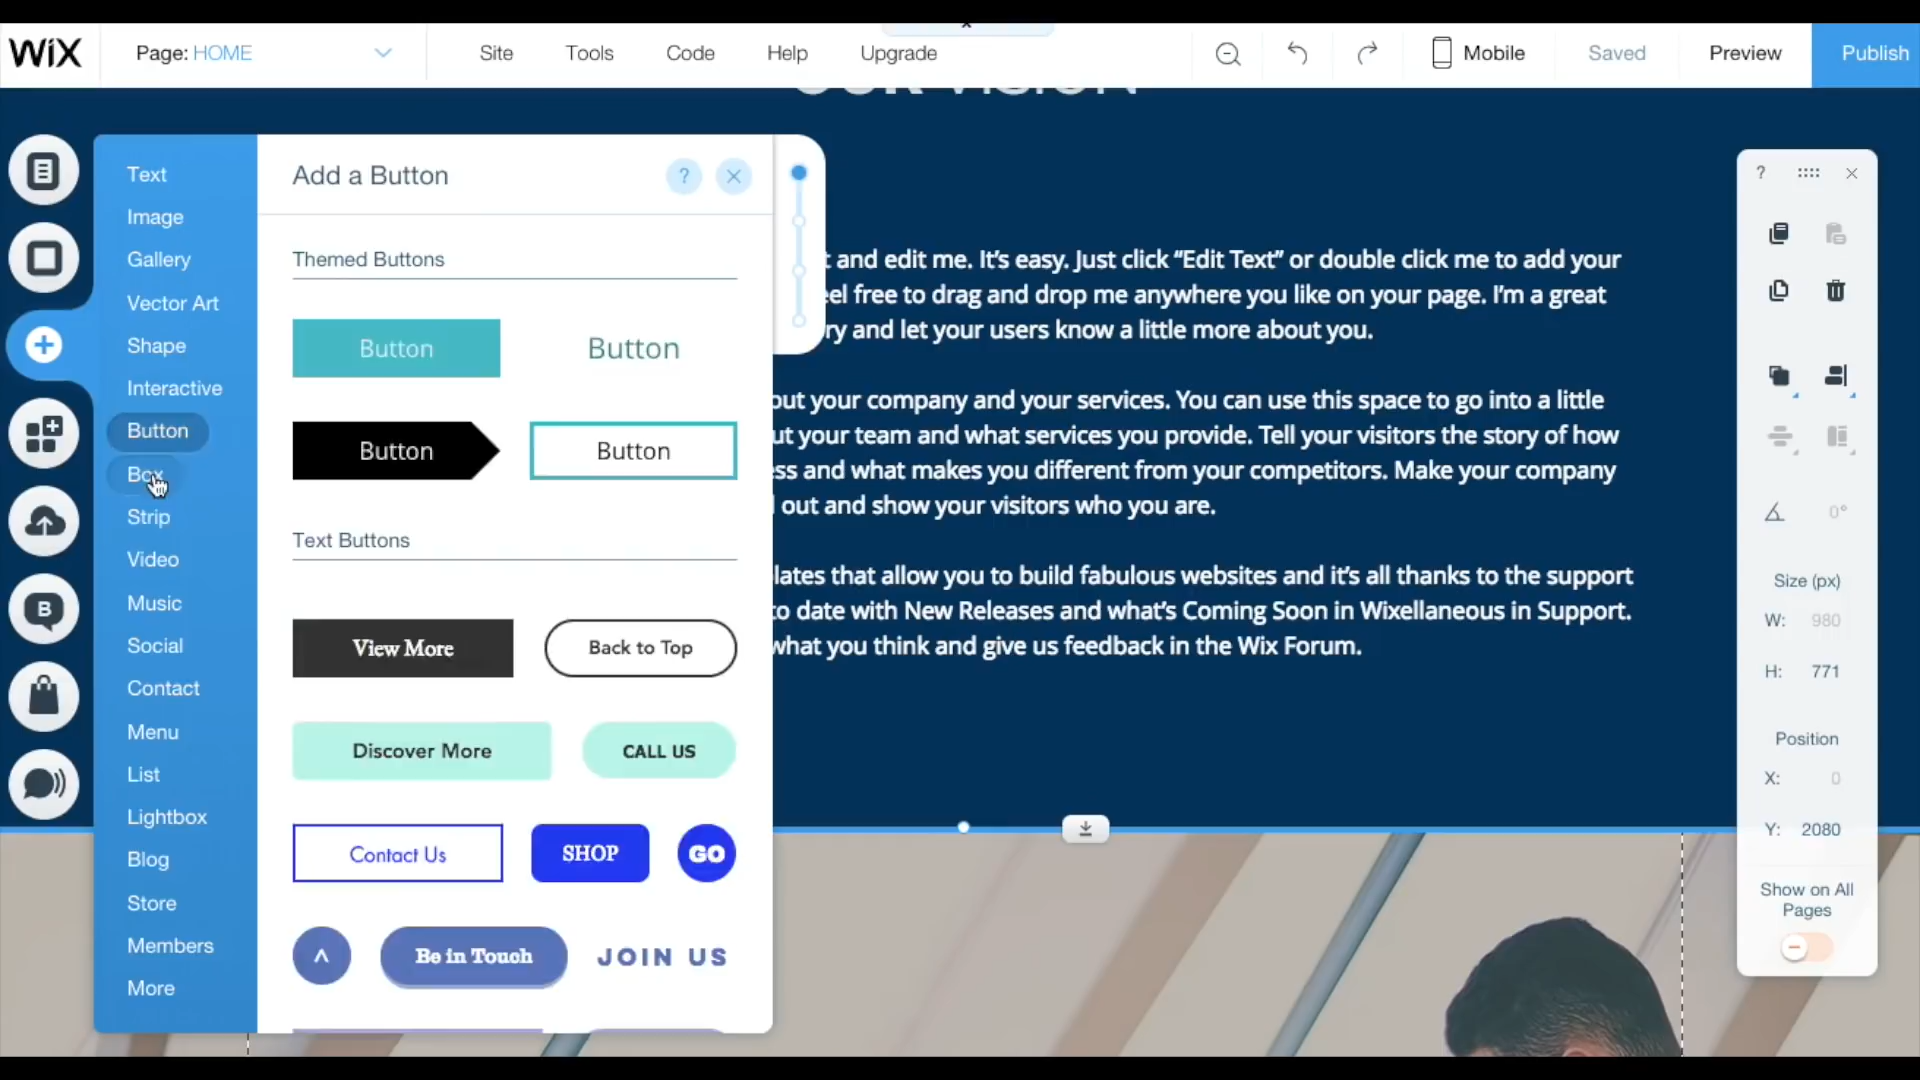 WiX
Page: HOME
Site
Tools
Code
Help
Upgrade
Mobile
Saved
Preview
Publish
OUR VISION
Text
Image
Gallery
Vector Art
Shape
Interactive
Button
Box
Strip
Video
Music
Social
Contact
Menu
List
Lightbox
Blog
Store
Members
More
Add a Button
?
Themed Buttons
Button
Button
Button
Button
Text Buttons
View More
Back to Top
Discover More
CALL US
Contact Us
SHOP
GO
Be in Touch
JOIN US
B
and edit me. It's easy. Just click “Edit Text” or double click me to add your
free to drag and drop me anywhere you like on your page. I'm a great
and let your users know a little more about you.
your company and your services. You can use this space to go into a little
your team and what services you provide. Tell your visitors the story of how
and what makes you different from your competitors. Make your company
out and show your visitors who you are.
that allow you to build fabulous websites and it's all thanks to the support
to date with New Releases and what's Coming Soon in Wixellaneous in Support.
what you think and give us feedback in the Wix Forum.
?
0°
Size (px)
W: 980
H: 771
Position
X: 0
Y: 2080
Show on All
Pages